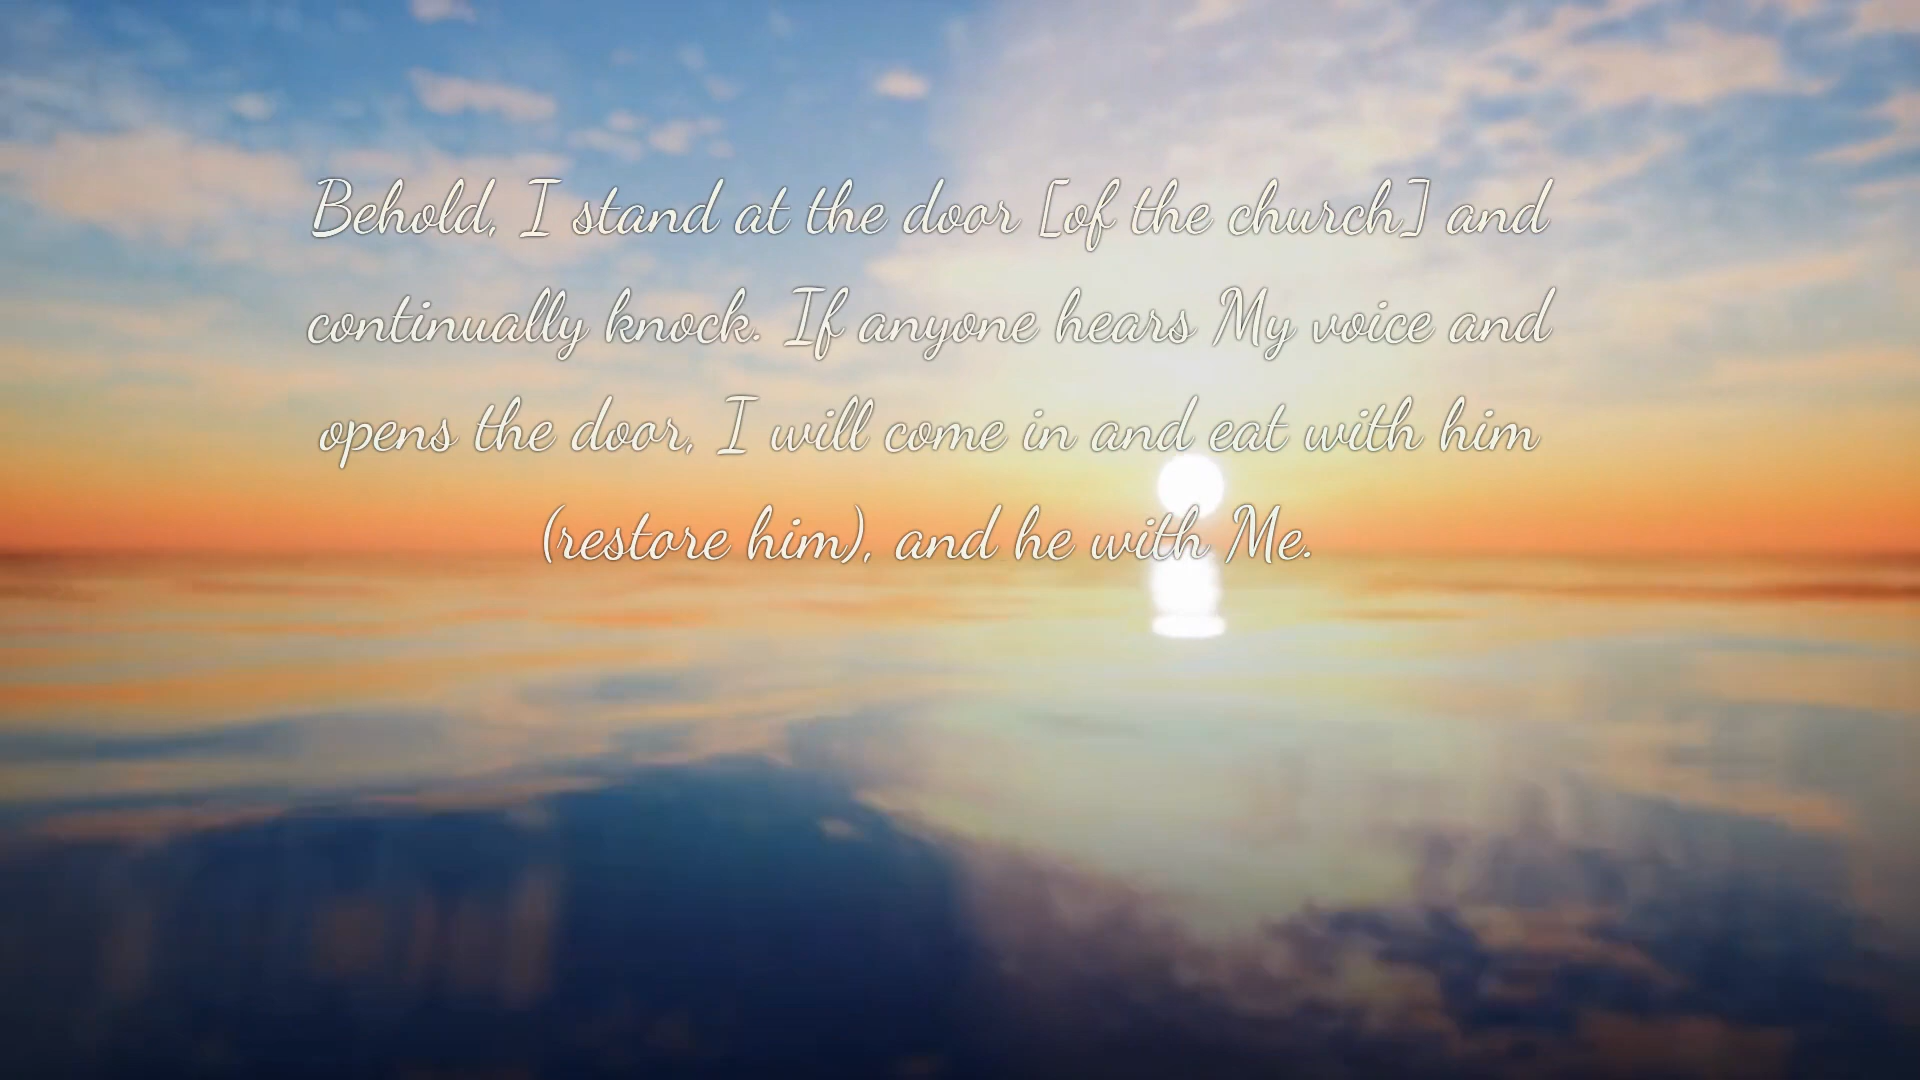 Behold, I stand at the door [of the church] and
continually knock. If anyone hears My voice and
opens the door, I will come in and eat with him
(restore him), and he with Me.